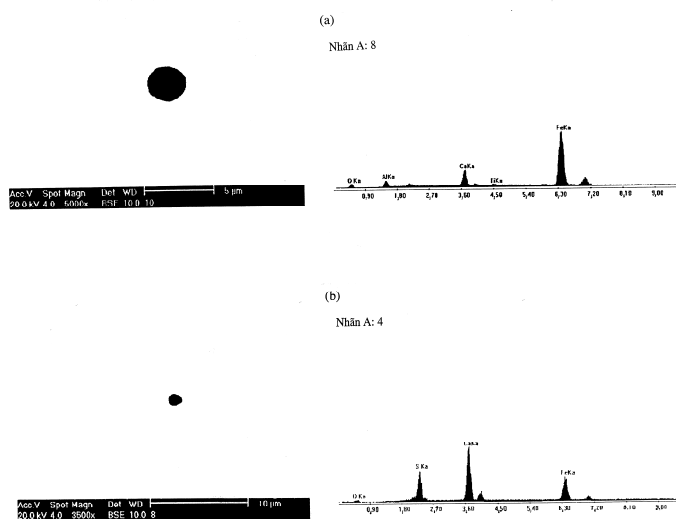 (a)
Nhãn A: 8
FeKa
CaKa
AlKa
O Ka
TiKa
0,90 1,80 2,70 3,60 4,50 5,40 6,30 7,20 8,10 9,00
Acc.V Spot Magn Det WD 5 µm
20.0 kV 4.0 5000x BSE 10.0 10
(b)
Nhãn A: 4
CaKa
S Ka
FeKa
O Ka
0,90 1,80 2,70 3,60 4,50 5,40 6,30 7,20 8,10 9,00
Acc.V Spot Magn Det WD 10 µm
20.0 kV 4.0 3500x BSE 10.0 8